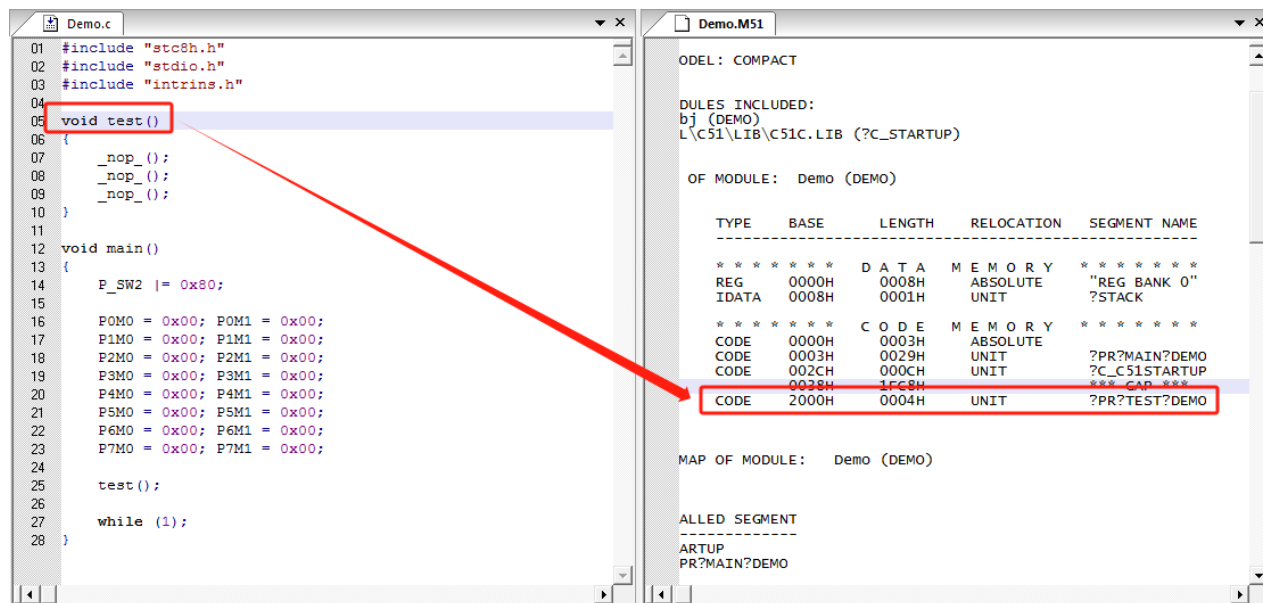 Demo.c
01 #include "stc8h.h"
02 #include "stdio.h"
03 #include "intrins.h"
04
05 void test()
06 {
07     _nop_();
08     _nop_();
09     _nop_();
10 }
11
12 void main()
13 {
14     P_SW2 |= 0x80;
15
16     P0M0 = 0x00; P0M1 = 0x00;
17     P1M0 = 0x00; P1M1 = 0x00;
18     P2M0 = 0x00; P2M1 = 0x00;
19     P3M0 = 0x00; P3M1 = 0x00;
20     P4M0 = 0x00; P4M1 = 0x00;
21     P5M0 = 0x00; P5M1 = 0x00;
22     P6M0 = 0x00; P6M1 = 0x00;
23     P7M0 = 0x00; P7M1 = 0x00;
24
25     test();
26
27     while (1);
28 }
Demo.M51
ODEL: COMPACT
DULES INCLUDED:
bj (DEMO)
L\C51\LIB\C51C.LIB (?C_STARTUP)
OF MODULE:  Demo (DEMO)
TYPE    BASE      LENGTH    RELOCATION   SEGMENT NAME
-----------------------------------------------------
* * * * * * *   D A T A   M E M O R Y   * * * * * * *
REG     0000H     0008H     ABSOLUTE     "REG BANK 0"
IDATA   0008H     0001H     UNIT         ?STACK
* * * * * * *   C O D E   M E M O R Y   * * * * * * *
CODE    0000H     0003H     ABSOLUTE
CODE    0003H     0029H     UNIT         ?PR?MAIN?DEMO
CODE    002CH     000CH     UNIT         ?C_C51STARTUP
        0038H     1FC8H                  *** GAP ***
CODE    2000H     0004H     UNIT         ?PR?TEST?DEMO
MAP OF MODULE:   Demo (DEMO)
ALLED SEGMENT
-------------
ARTUP
PR?MAIN?DEMO